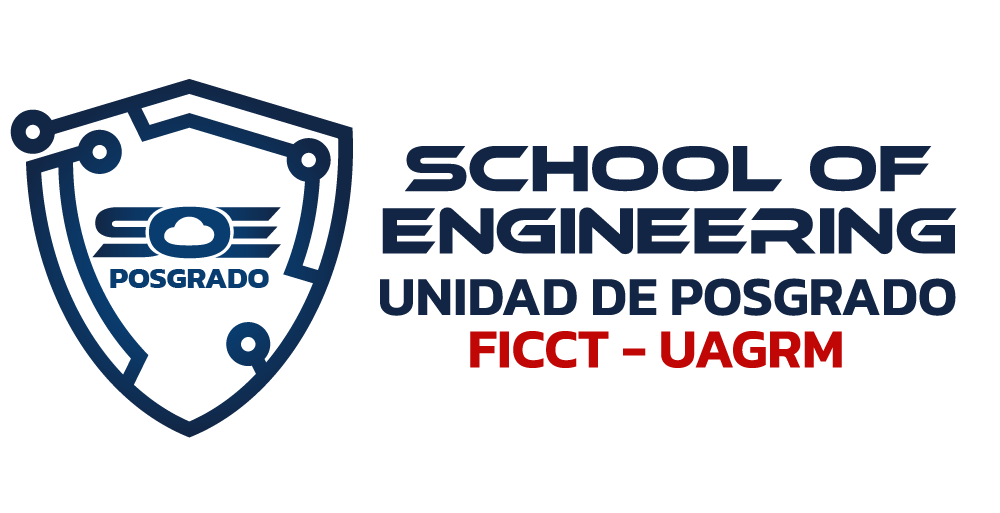 SOE
POSGRADO
SCHOOL OF
ENGINEERING
UNIDAD DE POSGRADO
FICCT - UAGRM